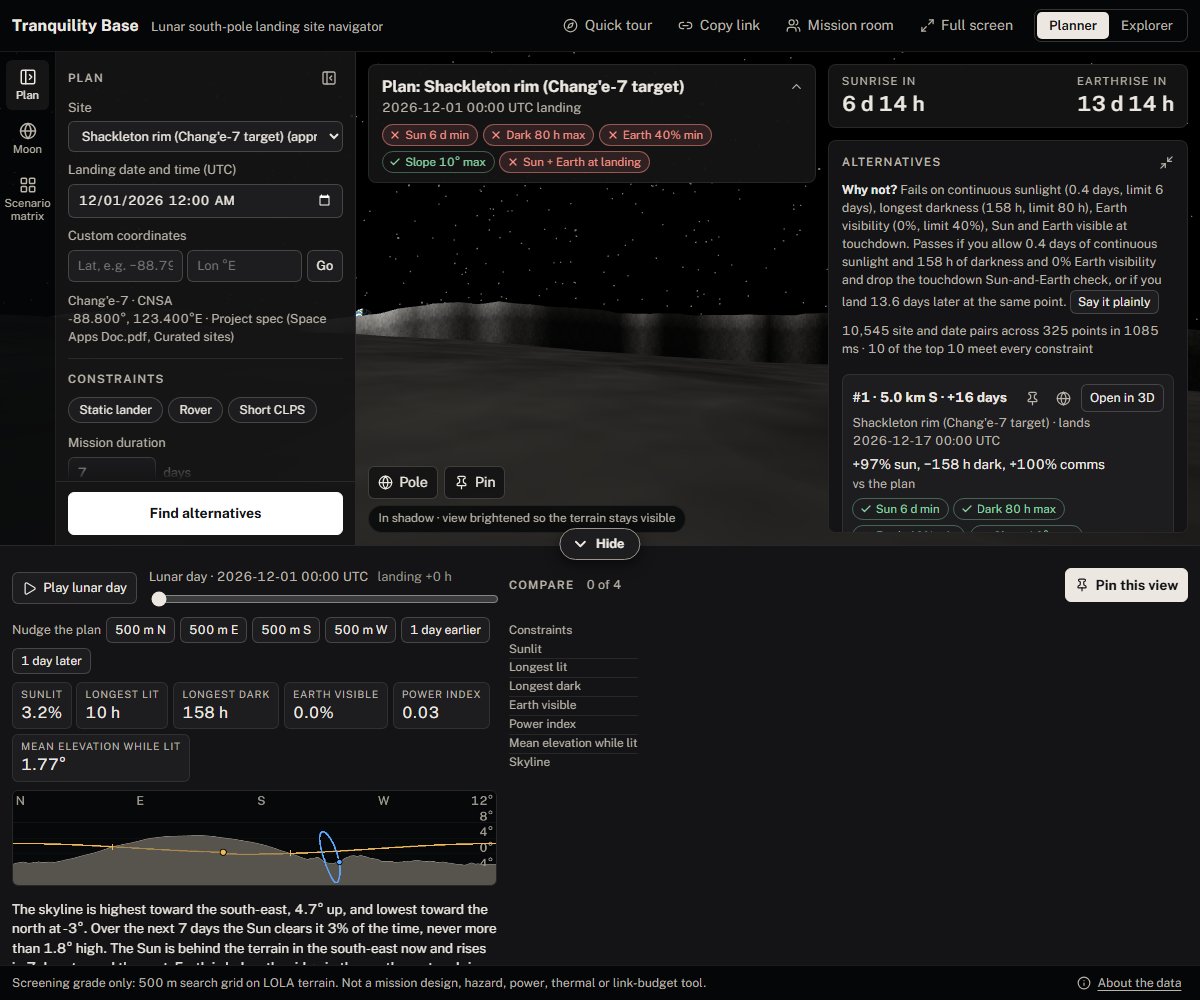 Tranquility Base
Lunar south-pole landing site navigator
Quick tour
Copy link
Mission room
Full screen
Planner
Explorer
Plan
Moon
Scenario
matrix
PLAN
Site
Shackleton rim (Chang'e-7 target) (appr
Landing date and time (UTC)
12/01/2026 12:00 AM
Custom coordinates
Lat, e.g. −88.79
Lon °E
Go
Chang'e-7 · CNSA
-88.800°, 123.400°E · Project spec (Space
Apps Doc.pdf, Curated sites)
CONSTRAINTS
Static lander
Rover
Short CLPS
Mission duration
7
days
Find alternatives
Plan: Shackleton rim (Chang'e-7 target)
2026-12-01 00:00 UTC landing
Sun 6 d min
Dark 80 h max
Earth 40% min
Slope 10° max
Sun + Earth at landing
Pole
Pin
In shadow · view brightened so the terrain stays visible
Hide
SUNRISE IN
6 d 14 h
EARTHRISE IN
13 d 14 h
ALTERNATIVES
Why not? Fails on continuous sunlight (0.4 days, limit 6
days), longest darkness (158 h, limit 80 h), Earth
visibility (0%, limit 40%), Sun and Earth visible at
touchdown. Passes if you allow 0.4 days of continuous
sunlight and 158 h of darkness and 0% Earth visibility
and drop the touchdown Sun-and-Earth check, or if you
land 13.6 days later at the same point.
Say it plainly
10,545 site and date pairs across 325 points in 1085
ms · 10 of the top 10 meet every constraint
#1 · 5.0 km S · +16 days
Open in 3D
Shackleton rim (Chang'e-7 target) · lands
2026-12-17 00:00 UTC
+97% sun, −158 h dark, +100% comms
vs the plan
Sun 6 d min
Dark 80 h max
Play lunar day
Lunar day · 2026-12-01 00:00 UTC
landing +0 h
Nudge the plan
500 m N
500 m E
500 m S
500 m W
1 day earlier
1 day later
SUNLIT
3.2%
LONGEST LIT
10 h
LONGEST DARK
158 h
EARTH VISIBLE
0.0%
POWER INDEX
0.03
MEAN ELEVATION WHILE LIT
1.77°
N
E
S
W
12°
8°
4°
0°
4°
The skyline is highest toward the south-east, 4.7° up, and lowest toward the
north at -3°. Over the next 7 days the Sun clears it 3% of the time, never more
than 1.8° high. The Sun is behind the terrain in the south-east now and rises
COMPARE
0 of 4
Pin this view
Constraints
Sunlit
Longest lit
Longest dark
Earth visible
Power index
Mean elevation while lit
Skyline
Screening grade only: 500 m search grid on LOLA terrain. Not a mission design, hazard, power, thermal or link-budget tool.
About the data